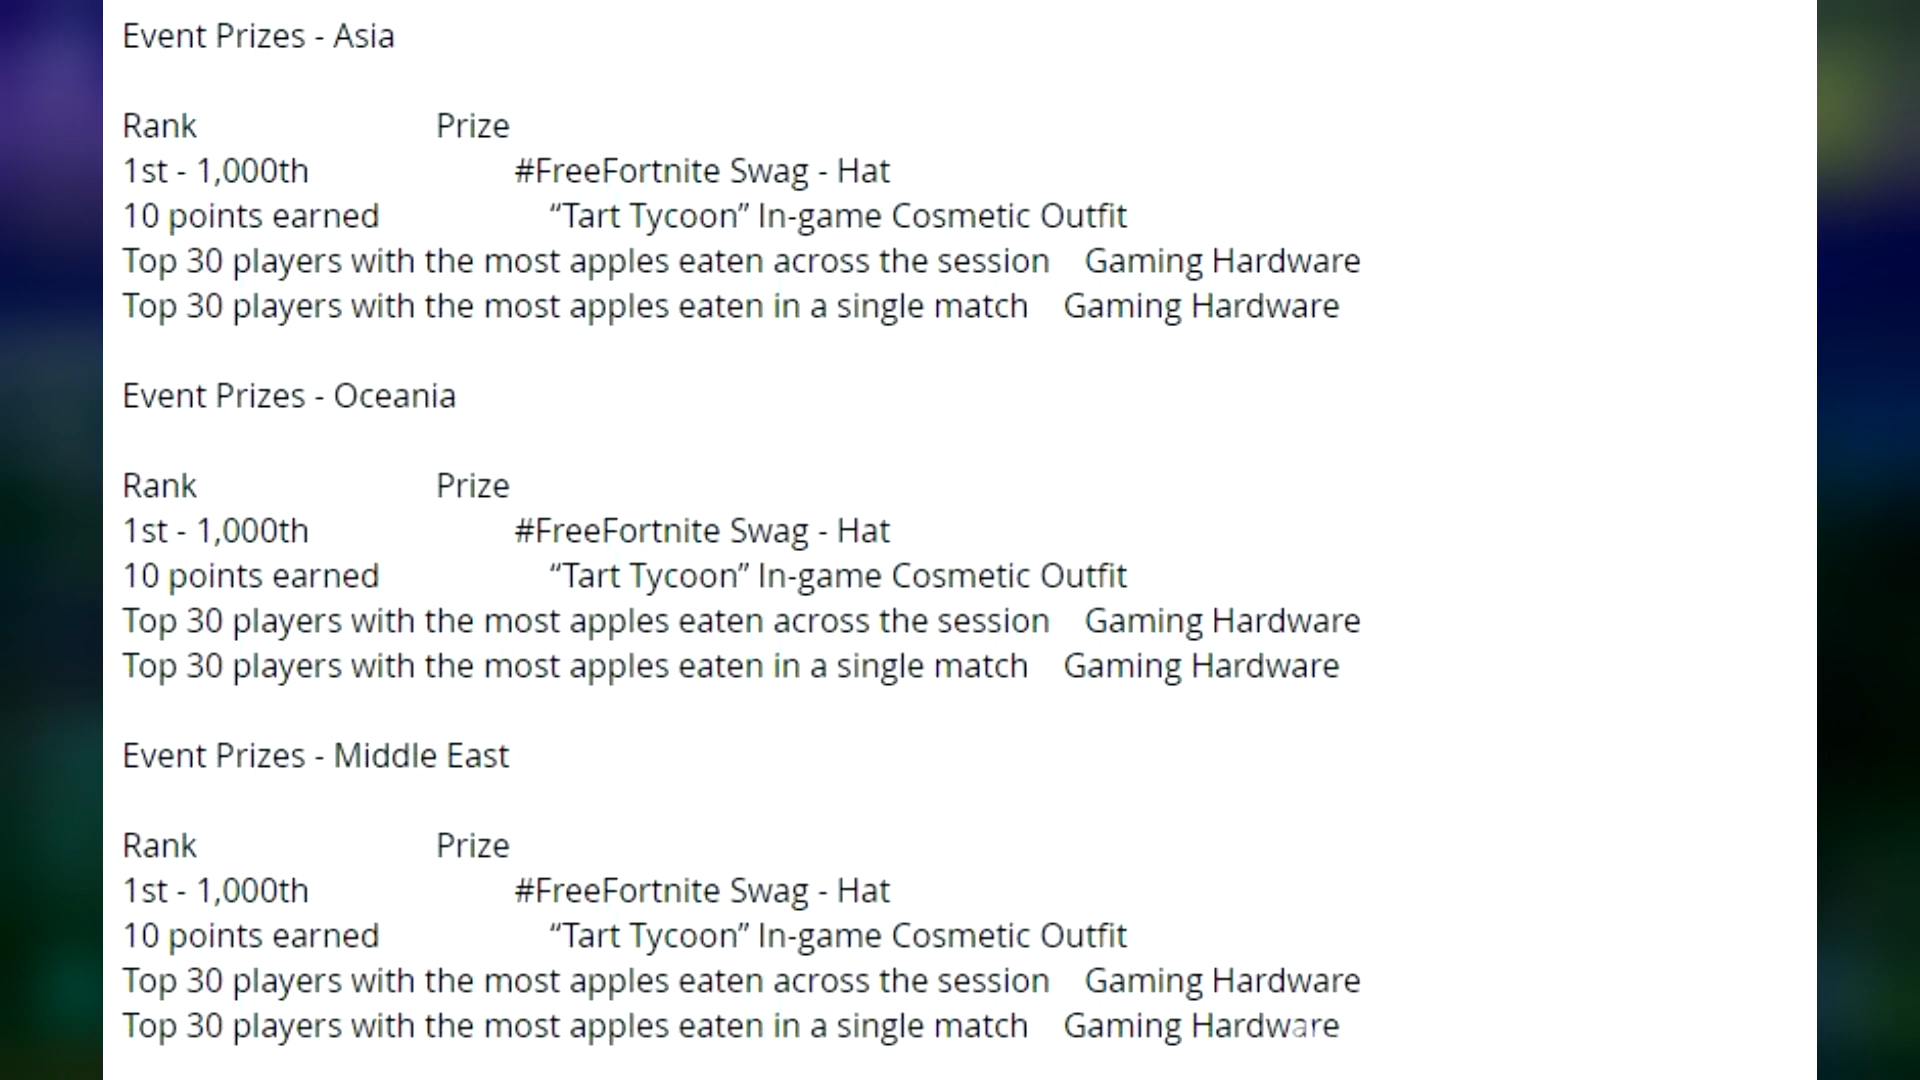 Event Prizes - Asia
Rank Prize
1st - 1,000th #FreeFortnite Swag - Hat
10 points earned “Tart Tycoon” In-game Cosmetic Outfit
Top 30 players with the most apples eaten across the session Gaming Hardware
Top 30 players with the most apples eaten in a single match Gaming Hardware
Event Prizes - Oceania
Rank Prize
1st - 1,000th #FreeFortnite Swag - Hat
10 points earned “Tart Tycoon” In-game Cosmetic Outfit
Top 30 players with the most apples eaten across the session Gaming Hardware
Top 30 players with the most apples eaten in a single match Gaming Hardware
Event Prizes - Middle East
Rank Prize
1st - 1,000th #FreeFortnite Swag - Hat
10 points earned “Tart Tycoon” In-game Cosmetic Outfit
Top 30 players with the most apples eaten across the session Gaming Hardware
Top 30 players with the most apples eaten in a single match Gaming Hardware